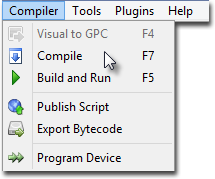 Compiler Tools Plugins Help
Visual to GPC F4
Compile F7
Build and Run F5
Publish Script
Export Bytecode
Program Device